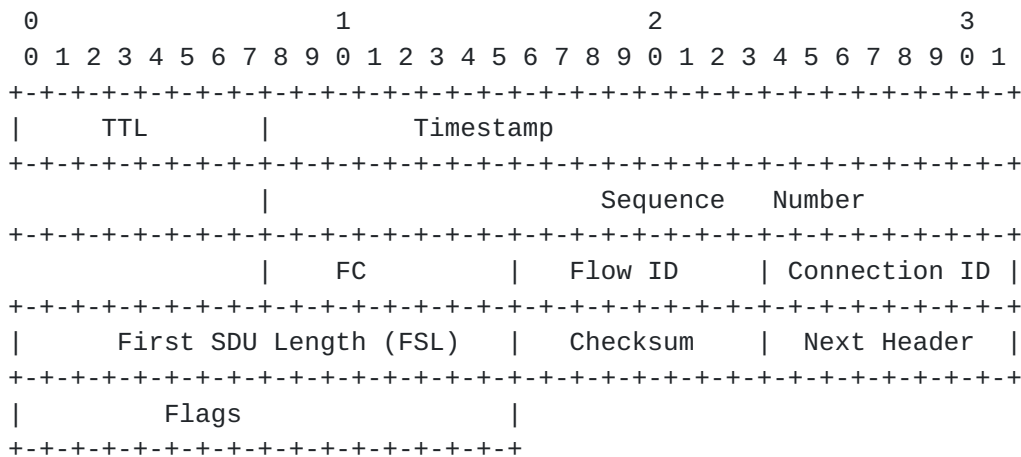 0                   1                   2                   3
 0 1 2 3 4 5 6 7 8 9 0 1 2 3 4 5 6 7 8 9 0 1 2 3 4 5 6 7 8 9 0 1
+-+-+-+-+-+-+-+-+-+-+-+-+-+-+-+-+-+-+-+-+-+-+-+-+-+-+-+-+-+-+-+-+
|     TTL       |         Timestamp
+-+-+-+-+-+-+-+-+-+-+-+-+-+-+-+-+-+-+-+-+-+-+-+-+-+-+-+-+-+-+-+-+
                |                     Sequence   Number
+-+-+-+-+-+-+-+-+-+-+-+-+-+-+-+-+-+-+-+-+-+-+-+-+-+-+-+-+-+-+-+-+
                |    FC         |   Flow ID     | Connection ID |
+-+-+-+-+-+-+-+-+-+-+-+-+-+-+-+-+-+-+-+-+-+-+-+-+-+-+-+-+-+-+-+-+
|      First SDU Length (FSL)   |   Checksum    |  Next Header  |
+-+-+-+-+-+-+-+-+-+-+-+-+-+-+-+-+-+-+-+-+-+-+-+-+-+-+-+-+-+-+-+-+
|         Flags                 |
+-+-+-+-+-+-+-+-+-+-+-+-+-+-+-+-+